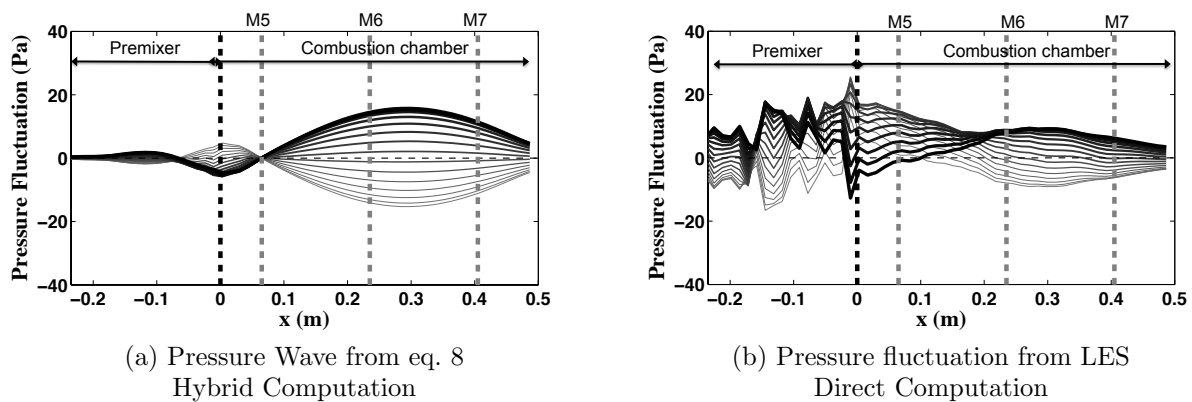 M5 M6 M7
Premixer Combustion chamber
40
20
0
−20
−40
Pressure Fluctuation (Pa)
−0.2 −0.1 0 0.1 0.2 0.3 0.4 0.5
x (m)
(a) Pressure Wave from eq. 8
Hybrid Computation
M5 M6 M7
Premixer Combustion chamber
40
20
0
−20
−40
Pressure Fluctuation (Pa)
−0.2 −0.1 0 0.1 0.2 0.3 0.4 0.5
x (m)
(b) Pressure fluctuation from LES
Direct Computation